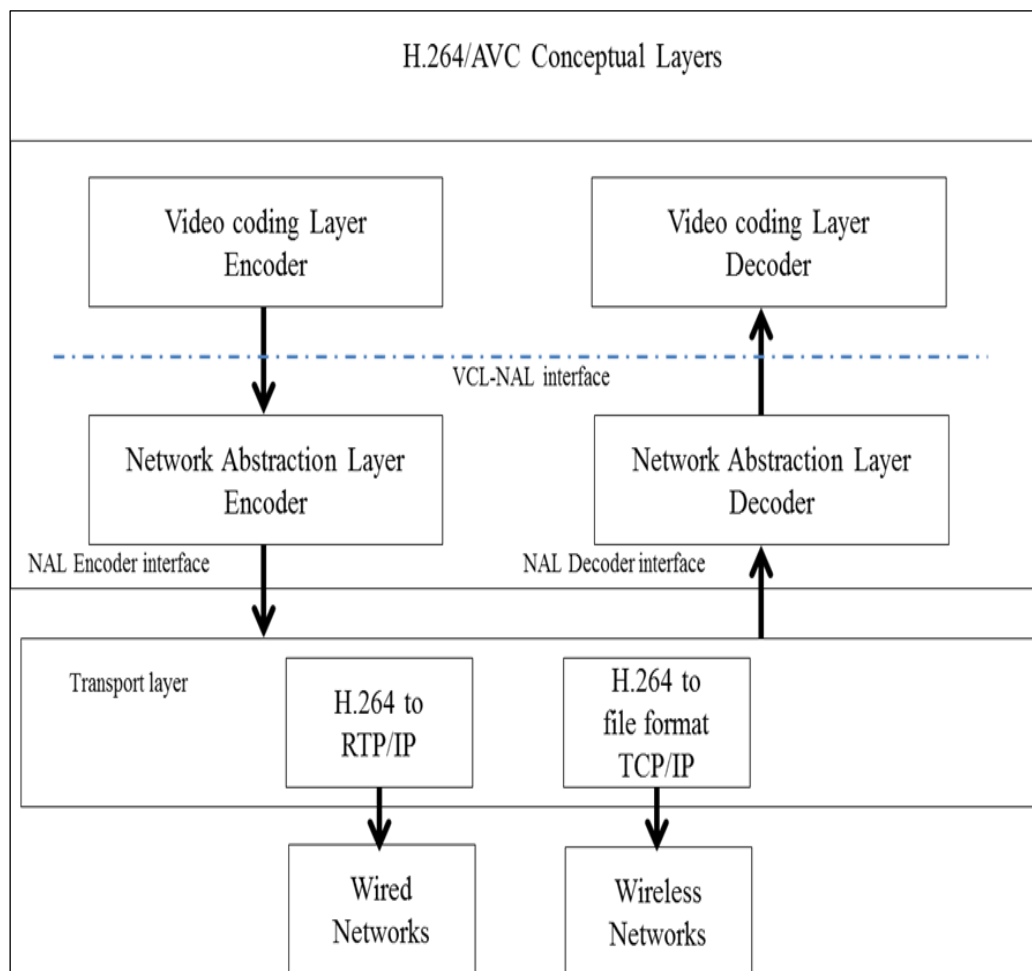 H.264/AVC Conceptual Layers
Video coding Layer
Encoder
Video coding Layer
Decoder
VCL-NAL interface
Network Abstraction Layer
Encoder
Network Abstraction Layer
Decoder
NAL Encoder interface
NAL Decoder interface
Transport layer
H.264 to
RTP/IP
H.264 to
file format
TCP/IP
Wired
Networks
Wireless
Networks